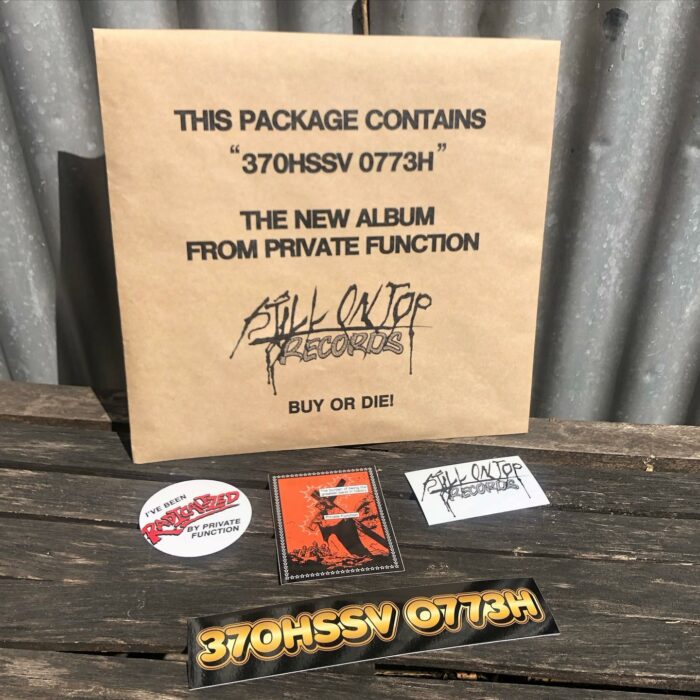 THIS PACKAGE CONTAINS
"370HSSV 0773H"
THE NEW ALBUM
FROM PRIVATE FUNCTION
STILL ON TOP
RECORDS
BUY OR DIE!
I'VE BEEN
RADICALIZED
BY PRIVATE
FUNCTION
STILL ON TOP
RECORDS
370HSSV 0773H